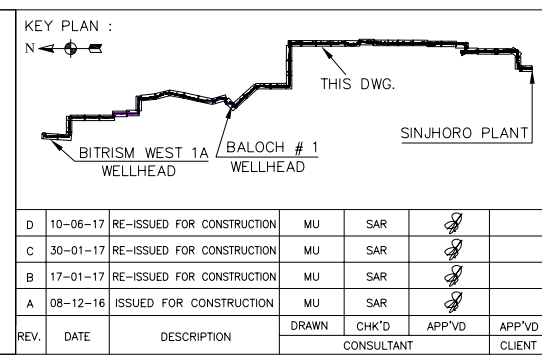 KEY PLAN :
N
THIS DWG.
SINJHORO PLANT
BITRISM WEST 1A
WELLHEAD
BALOCH # 1
WELLHEAD
D 10-06-17 RE-ISSUED FOR CONSTRUCTION MU SAR
C 30-01-17 RE-ISSUED FOR CONSTRUCTION MU SAR
B 17-01-17 RE-ISSUED FOR CONSTRUCTION MU SAR
A 08-12-16 ISSUED FOR CONSTRUCTION MU SAR
REV. DATE DESCRIPTION DRAWN CHK'D APP'VD APP'VD
CONSULTANT CLIENT